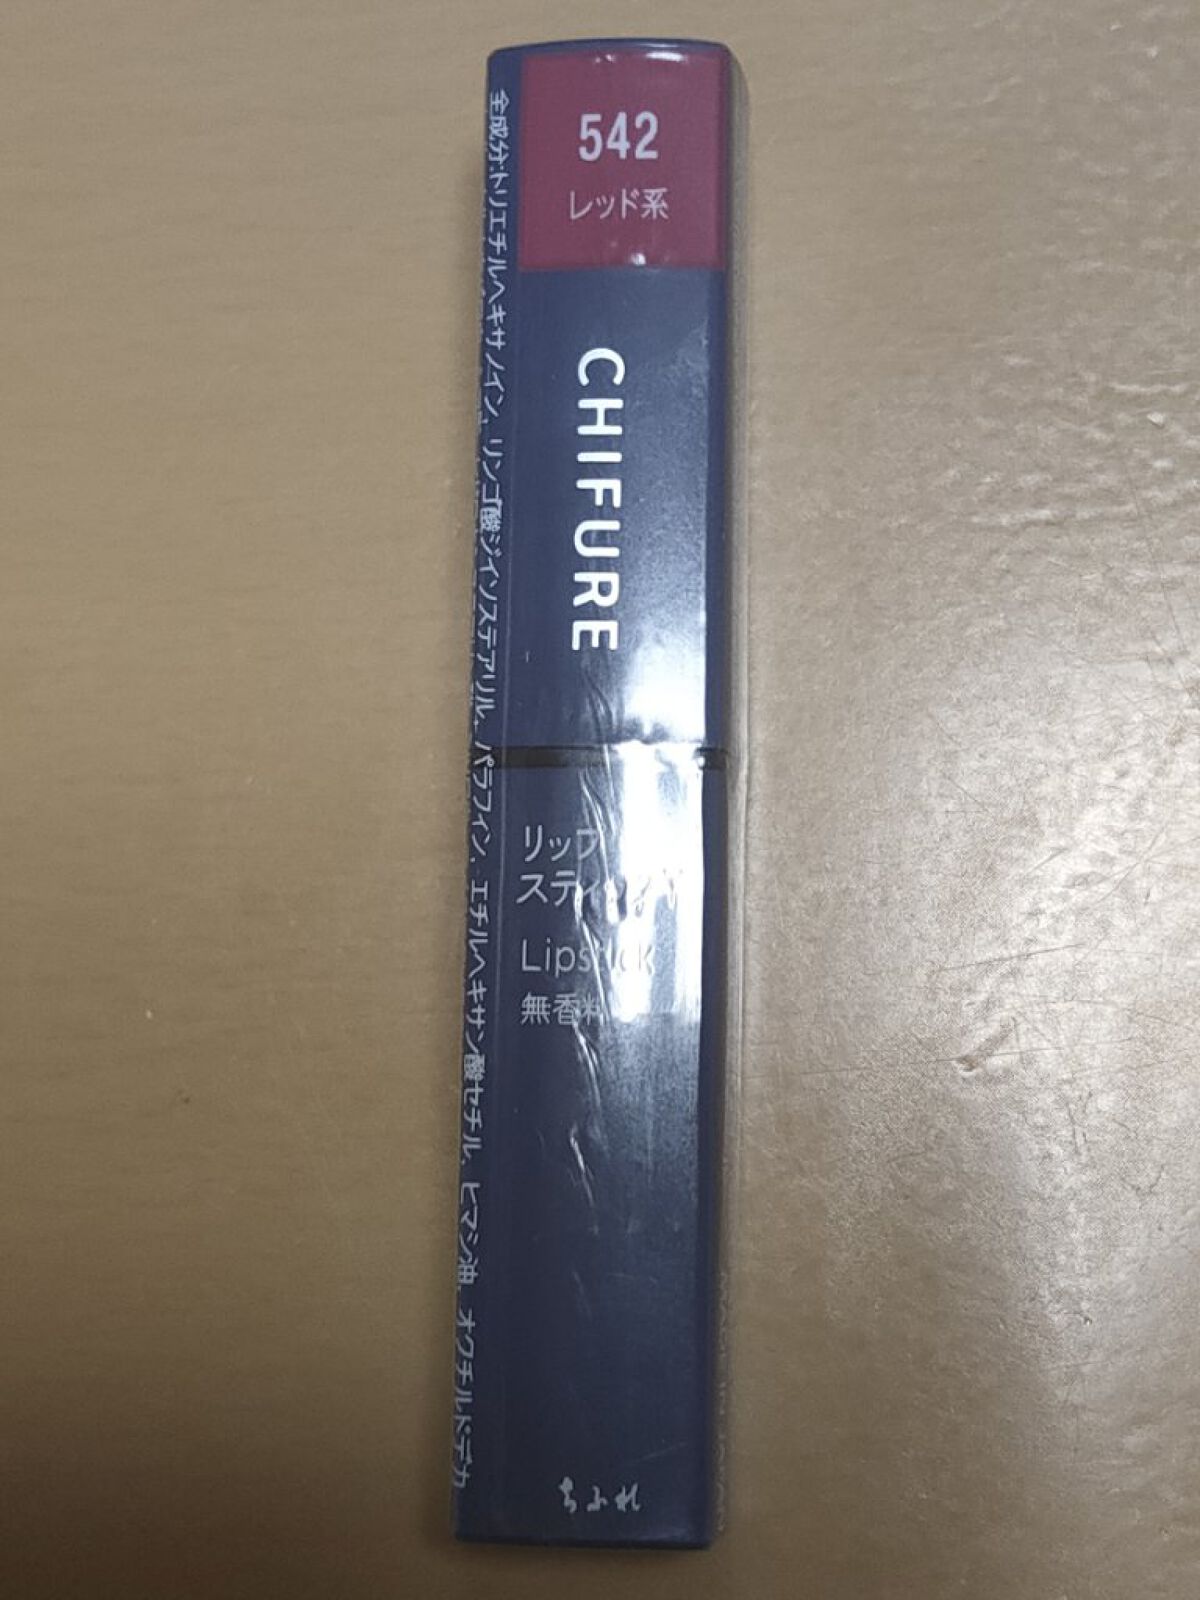 542
レッド系
CHIFURE
リップ
スティック
Lipstick
無香料
ちふれ
全成分:トリエチルヘキサノイン、リンゴ酸ジイソステアリル、パラフィン、エチルヘキサン酸セチル、ヒマシ油、オクチルドデカ